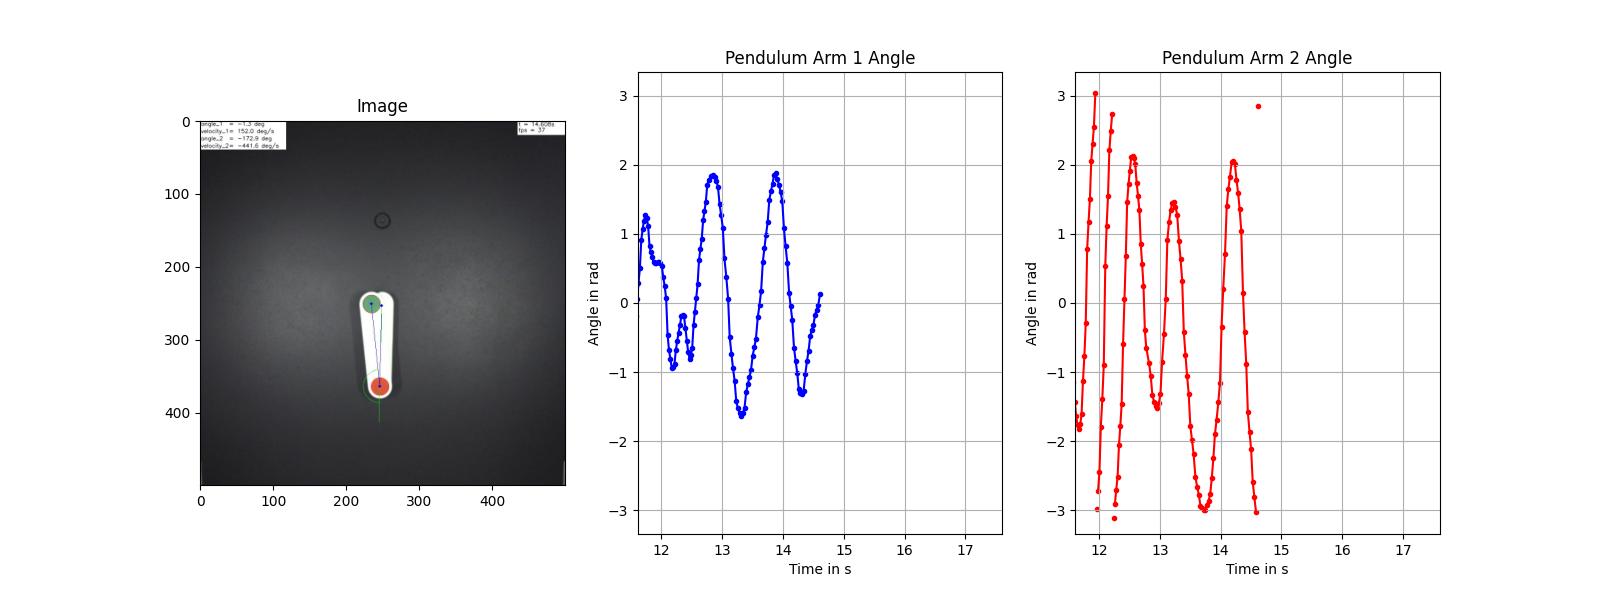 Image
angle_1 = -1.3 deg
velocity_1= 152.0 deg/s
angle_2 = -172.9 deg
velocity_2= -441.6 deg/s
t = 14.608s
fps = 37
0
100
200
300
400
0 100 200 300 400
Pendulum Arm 1 Angle
Angle in rad
3
2
1
0
−1
−2
−3
12 13 14 15 16 17
Time in s
Pendulum Arm 2 Angle
Angle in rad
3
2
1
0
−1
−2
−3
12 13 14 15 16 17
Time in s